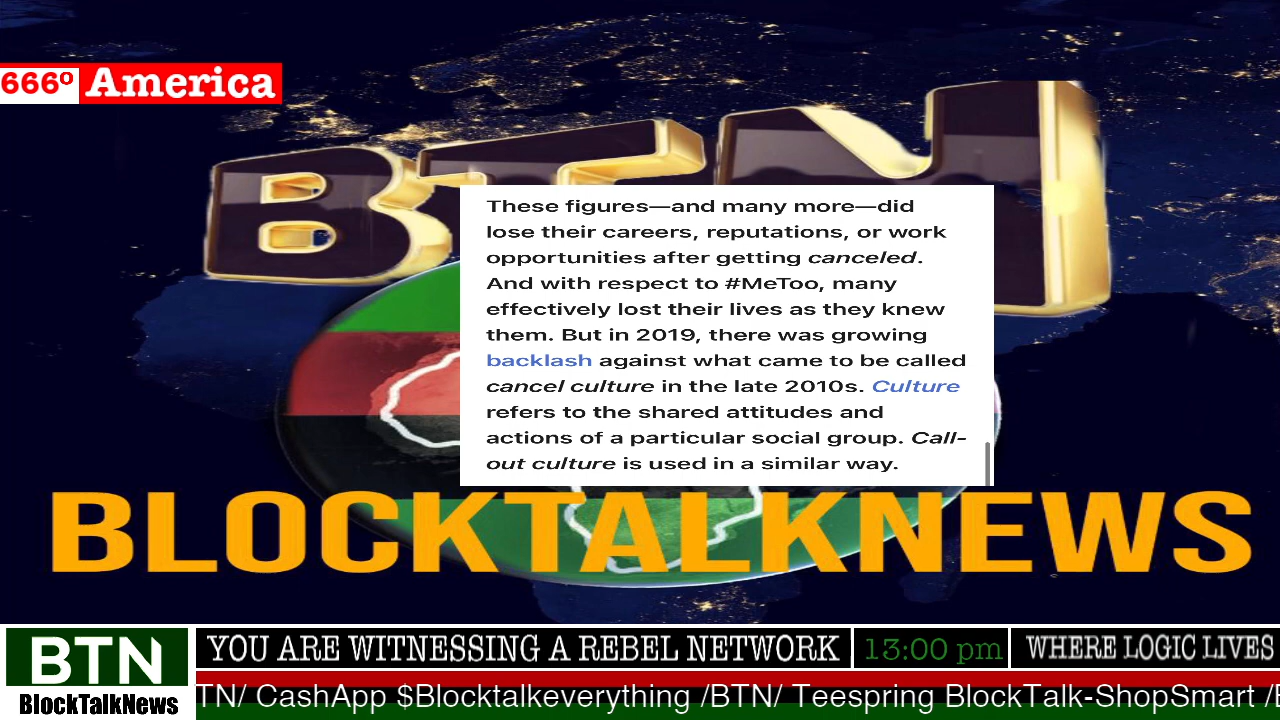 666º America
BTN
These figures—and many more—did
lose their careers, reputations, or work
opportunities after getting canceled.
And with respect to #MeToo, many
effectively lost their lives as they knew
them. But in 2019, there was growing
backlash against what came to be called
cancel culture in the late 2010s. Culture
refers to the shared attitudes and
actions of a particular social group. Call-
out culture is used in a similar way.
BLOCKTALKNEWS
BTN
BlockTalkNews
YOU ARE WITNESSING A REBEL NETWORK
13:00 pm
WHERE LOGIC LIVES
TN/ CashApp $Blocktalkeverything /BTN/ Teespring BlockTalk-ShopSmart /